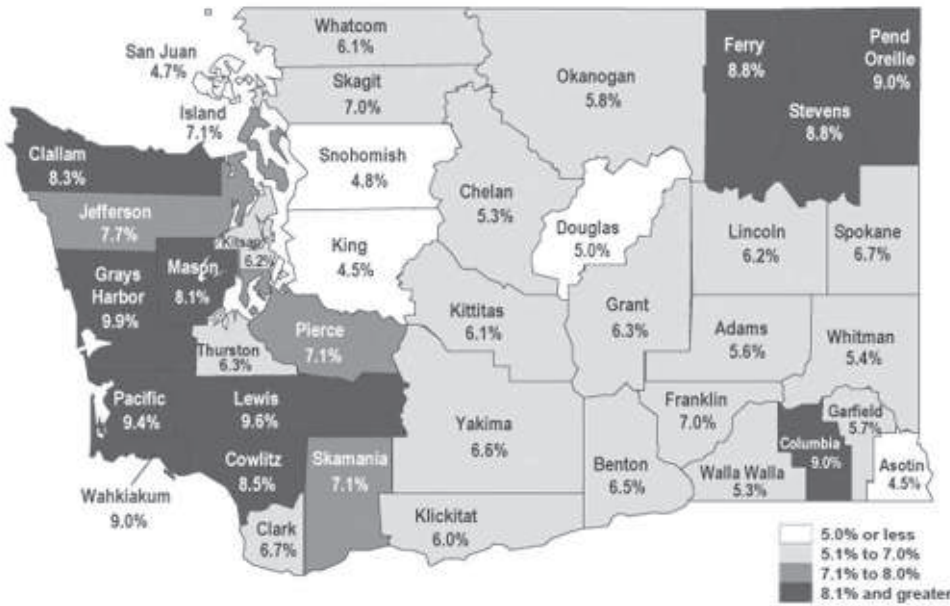 Whatcom
6.1%
San Juan
4.7%
Skagit
7.0%
Island
7.1%
Okanogan
5.8%
Ferry
8.8%
Pend
Oreille
9.0%
Stevens
8.8%
Clallam
8.3%
Snohomish
4.8%
Chelan
5.3%
Jefferson
7.7%
Kitsap
6.2%
King
4.5%
Douglas
5.0%
Lincoln
6.2%
Spokane
6.7%
Grays
Harbor
9.9%
Mason
8.1%
Kittitas
6.1%
Grant
6.3%
Adams
5.6%
Whitman
5.4%
Thurston
6.3%
Pierce
7.1%
Pacific
9.4%
Lewis
9.6%
Yakima
6.6%
Franklin
7.0%
Garfield
5.7%
Columbia
9.0%
Asotin
4.5%
Cowlitz
8.5%
Skamania
7.1%
Benton
6.5%
Walla Walla
5.3%
Wahkiakum
9.0%
Clark
6.7%
Klickitat
6.0%
5.0% or less
5.1% to 7.0%
7.1% to 8.0%
8.1% and greater